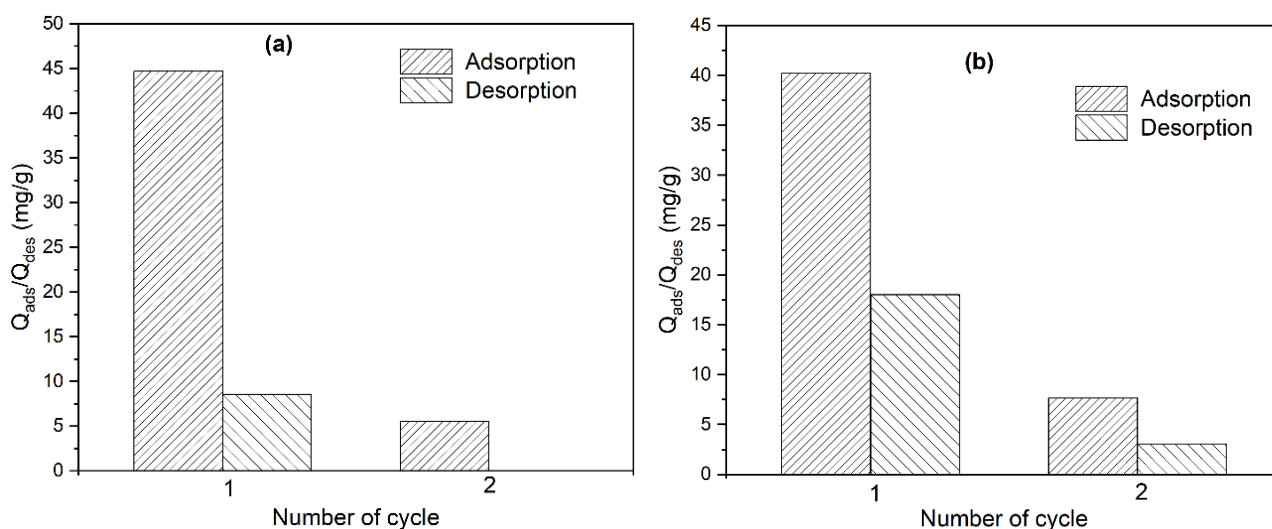 (a)
Adsorption
Desorption
50
45
40
35
30
25
20
15
10
5
0
Qads/Qdes (mg/g)
1
2
Number of cycle
(b)
Adsorption
Desorption
45
40
35
30
25
20
15
10
5
0
Qads/Qdes (mg/g)
1
2
Number of cycle